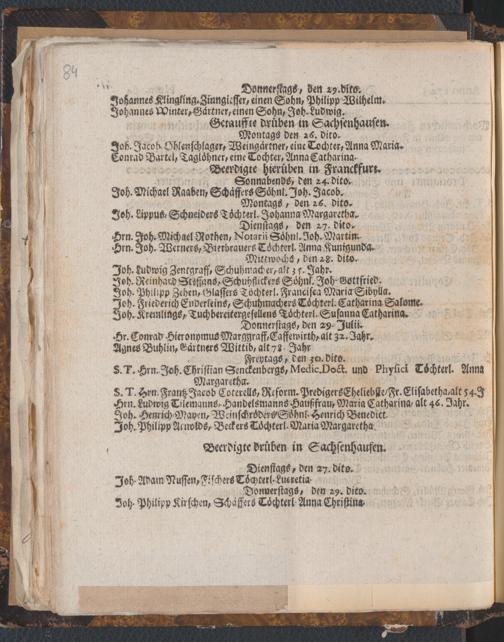 84
Donnerstags, den 29. dito.
Johannes Klingling, Zinngiesser, einen Sohn, Philipp Wilhelm.
Johannes Winter, Gärtner, einen Sohn, Joh. Ludwig.
Getauffte drüben in Sachsenhausen.
Montags den 26. dito.
Joh. Jacob Ohlenschlager, Weingärtner, eine Tochter, Anna Maria.
Conrad Bartel, Taglöhner, eine Tochter, Anna Catharina.
Beerdigte hierüben in Franckfurt.
Sonnabends, den 24. dito.
Joh. Michael Raaben, Schäffers Söhnl. Joh. Jacob.
Montags, den 26. dito.
Joh. Lippus, Schneiders Töchterl. Johanna Margaretha.
Dienstags, den 27. dito.
Hrn. Joh. Michael Rothen, Notarii Söhnl. Joh. Martin.
Hrn. Joh. Werners, Bierbrauers Töchterl. Anna Kunigunda.
Mittwochs, den 28. dito.
Joh. Ludwig Zentgraff, Schuhmacher, alt 35. Jahr.
Joh. Reinhard Steffans, Schuhflickers Söhnl. Joh. Gottfried.
Joh. Philipp Zehen, Glassers Töchterl. Francisca Maria Sibylla.
Joh. Friederich Enderleins, Schuhmachers Töchterl. Catharina Salome.
Joh. Kremlings, Tuchbereitergesellens Töchterl. Susanna Catharina.
Donnerstags, den 29. Julii.
Hr. Conrad Hieronymus Marggraff, Caffewirth, alt 32. Jahr.
Agnes Buhlin, Gärtners Wittib, alt 72. Jahr
Freytags, den 30. dito.
S. T. Hrn. Joh. Christian Senckenbergs, Medic. Doct. und Physici Töchterl. Anna
Margaretha.
S. T. Hrn. Frantz Jacob Coterells, Reform. Predigers Eheliebste, Fr. Elisabetha, alt 54. J
Hrn. Ludwig Tilemanns, Handelsmanns Haußfrau, Maria Catharina, alt 46. Jahr.
Joh. Henrich Mayen, Weinschröders Söhnl. Henrich Benedict.
Joh. Philipp Arnolds, Beckers Töchterl. Maria Margaretha.
Beerdigte drüben in Sachsenhausen.
Dienstags, den 27. dito.
Joh. Adam Nussen, Fischers Töchterl. Lucretia.
Donnerstags, den 29. dito.
Joh. Philipp Kirschen, Schäffers Töchterl. Anna Christina.